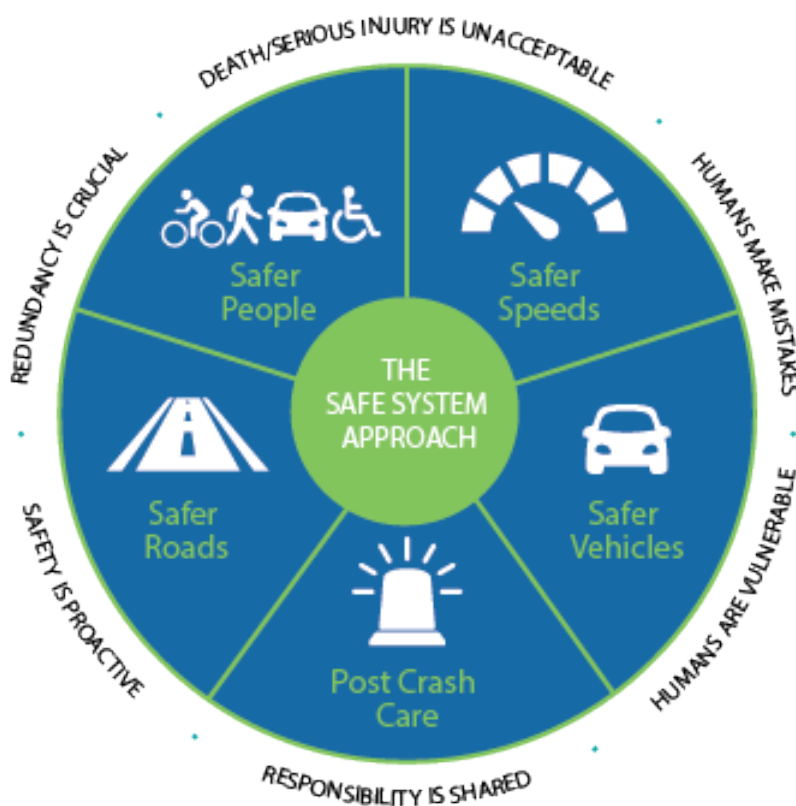 DEATH/SERIOUS INJURY IS UNACCEPTABLE
HUMANS MAKE MISTAKES
HUMANS ARE VULNERABLE
RESPONSIBILITY IS SHARED
SAFETY IS PROACTIVE
REDUNDANCY IS CRUCIAL
Safer
People
Safer
Speeds
THE
SAFE SYSTEM
APPROACH
Safer
Roads
Safer
Vehicles
Post Crash
Care